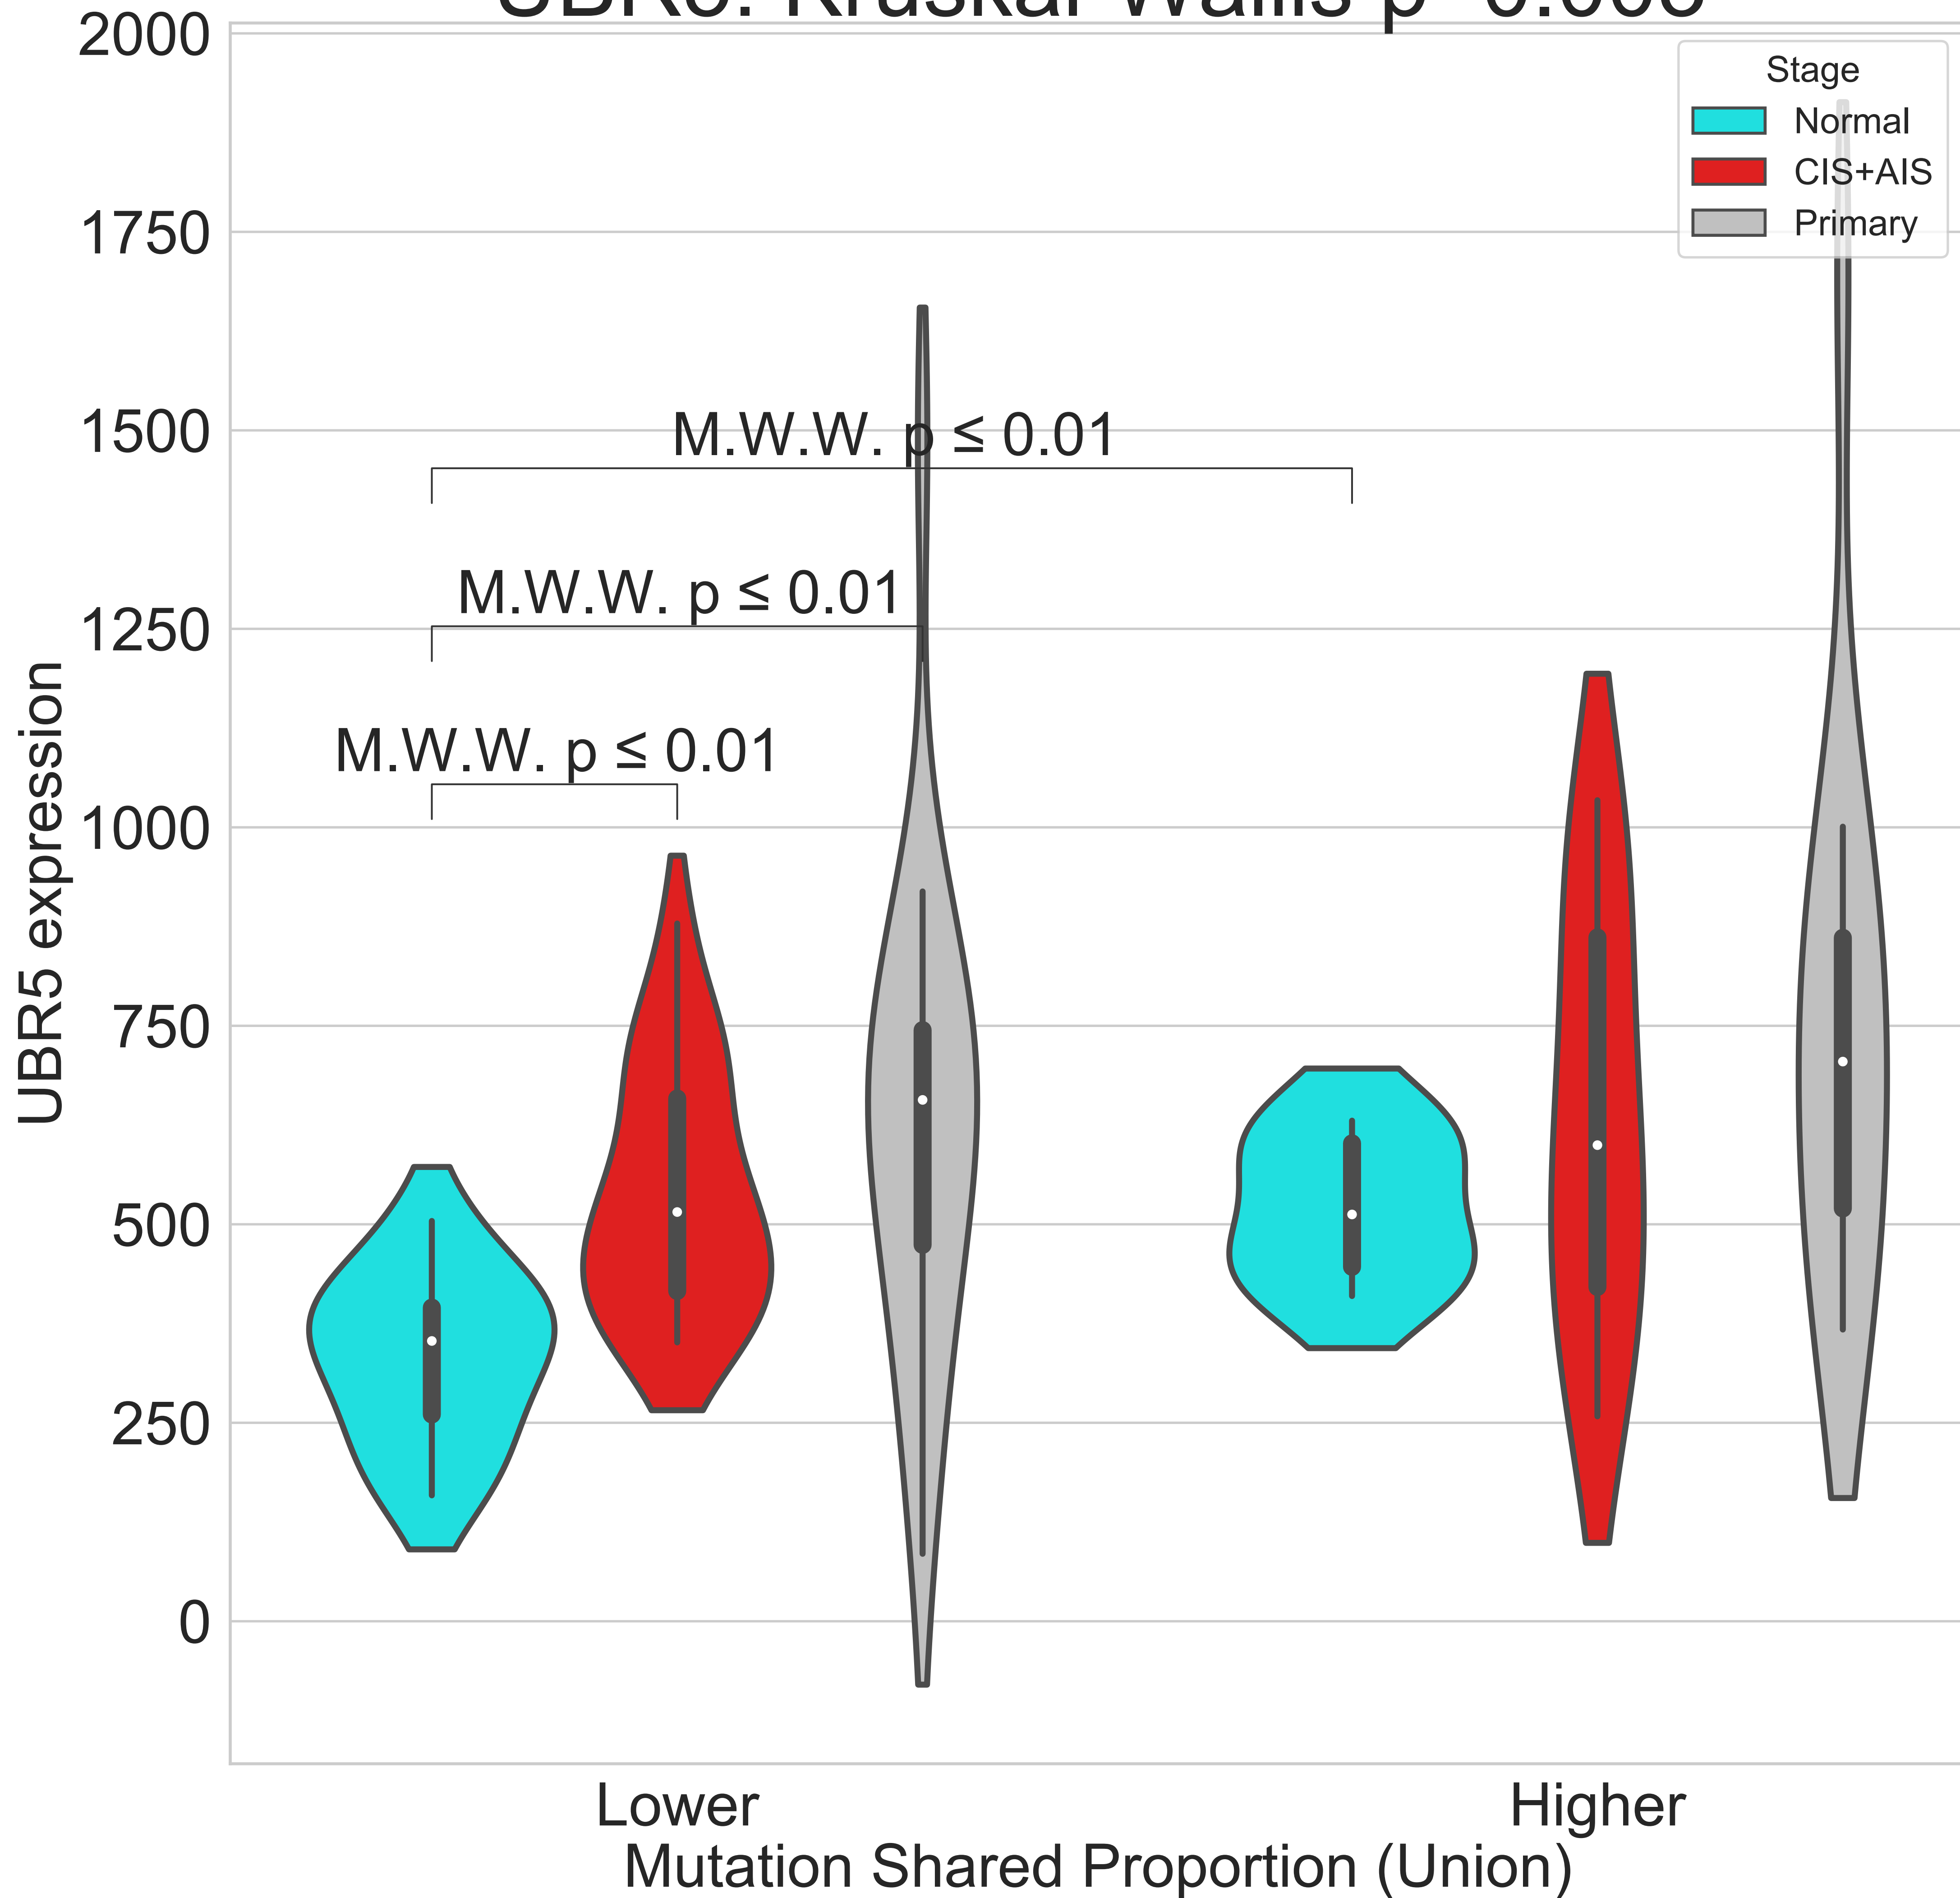 2000
1750
1500
1250
1000
750
500
250
0
UBR5 expression
Stage
Normal
CIS+AIS
Primary
M.W.W. p ≤ 0.01
M.W.W. p ≤ 0.01
M.W.W. p ≤ 0.01
Lower
Higher
Mutation Shared Proportion (Union)